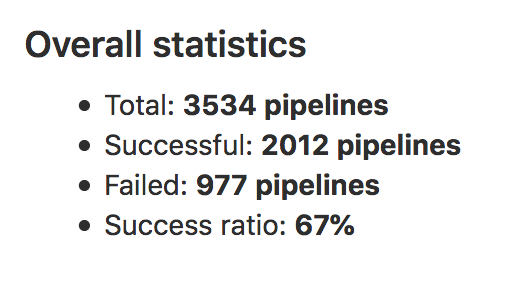 Overall statistics
• Total: 3534 pipelines
• Successful: 2012 pipelines
• Failed: 977 pipelines
• Success ratio: 67%